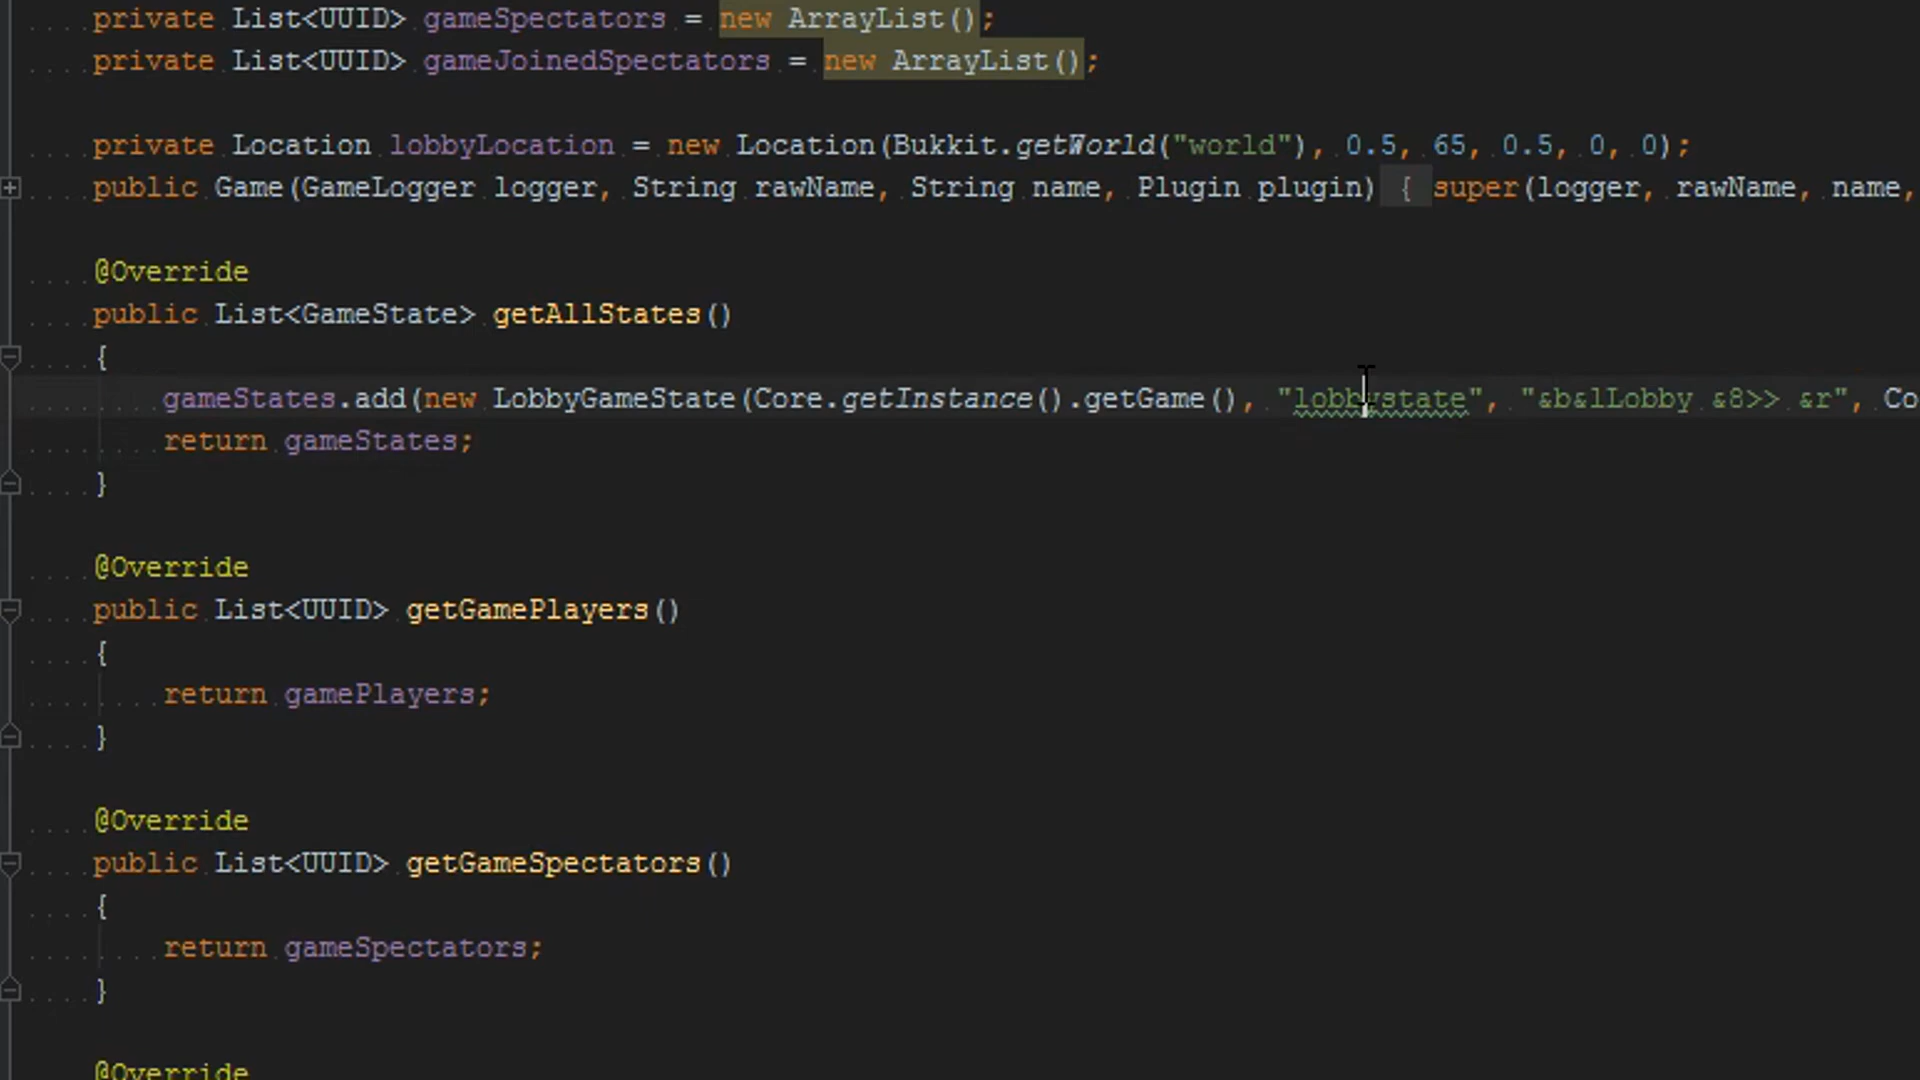 private List<UUID> gameSpectators = new ArrayList();
private List<UUID> gameJoinedSpectators = new ArrayList();
private Location lobbyLocation = new Location(Bukkit.getWorld("world"), 0.5, 65, 0.5, 0, 0);
public Game(GameLogger logger, String rawName, String name, Plugin plugin) { super(logger, rawName, name,
@Override
public List<GameState> getAllStates()
{
gameStates.add(new LobbyGameState(Core.getInstance().getGame(), "lobbystate", "&b&lLobby &8>> &r", Co
return gameStates;
}
@Override
public List<UUID> getGamePlayers()
{
return gamePlayers;
}
@Override
public List<UUID> getGameSpectators()
{
return gameSpectators;
}
@Override